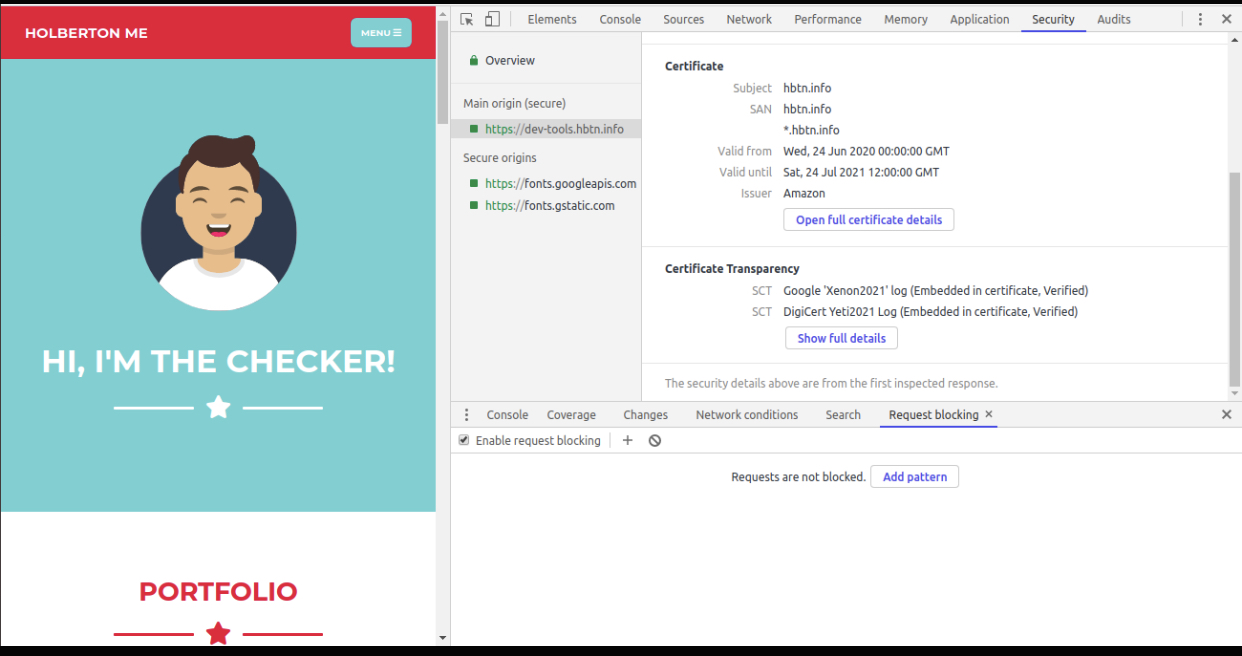 HOLBERTON ME
MENU
HI, I'M THE CHECKER!
PORTFOLIO
Elements Console Sources Network Performance Memory Application Security Audits
Overview
Main origin (secure)
https://dev-tools.hbtn.info
Secure origins
https://fonts.googleapis.com
https://fonts.gstatic.com
Certificate
Subject hbtn.info
SAN hbtn.info
*.hbtn.info
Valid from Wed, 24 Jun 2020 00:00:00 GMT
Valid until Sat, 24 Jul 2021 12:00:00 GMT
Issuer Amazon
Open full certificate details
Certificate Transparency
SCT Google 'Xenon2021' log (Embedded in certificate, Verified)
SCT DigiCert Yeti2021 Log (Embedded in certificate, Verified)
Show full details
The security details above are from the first inspected response.
Console Coverage Changes Network conditions Search Request blocking ×
Enable request blocking
Requests are not blocked. Add pattern